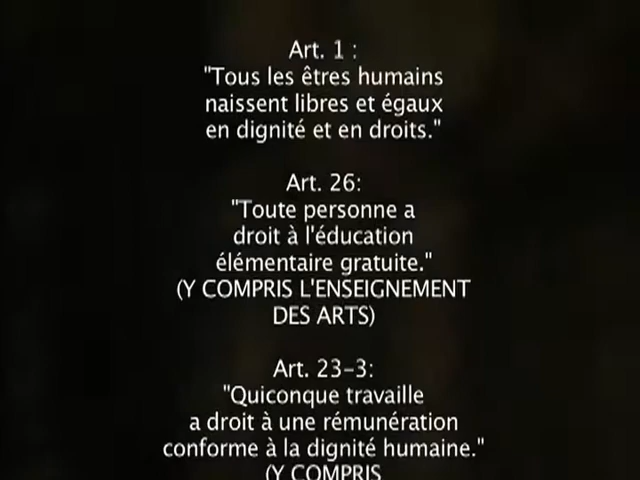 Art. 1 :
"Tous les êtres humains
naissent libres et égaux
en dignité et en droits."
Art. 26:
"Toute personne a
droit à l'éducation
élémentaire gratuite."
(Y COMPRIS L'ENSEIGNEMENT
DES ARTS)
Art. 23-3:
"Quiconque travaille
a droit à une rémunération
conforme à la dignité humaine."
(Y COMPRIS